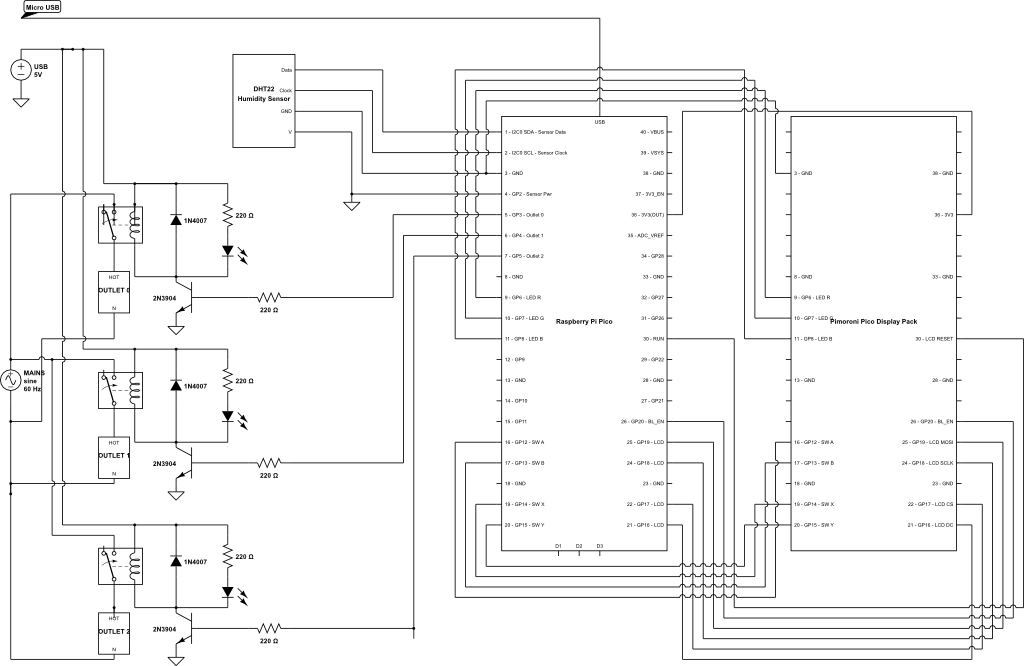 Micro USB
USB
5V
DHT22
Humidity Sensor
Data
Clock
GND
V
1N4007
220 Ω
HOT
OUTLET 0
N
2N3904
220 Ω
MAINS
sine
60 Hz
1N4007
220 Ω
HOT
OUTLET 1
N
2N3904
220 Ω
1N4007
220 Ω
HOT
OUTLET 2
N
2N3904
220 Ω
USB
1 - I2C0 SDA - Sensor Data
2 - I2C0 SCL - Sensor Clock
3 - GND
4 - GP2 - Sensor Pwr
5 - GP3 - Outlet 0
6 - GP4 - Outlet 1
7 - GP5 - Outlet 2
8 - GND
9 - GP6 - LED R
10 - GP7 - LED G
11 - GP8 - LED B
12 - GP9
13 - GND
14 - GP10
15 - GP11
16 - GP12 - SW A
17 - GP13 - SW B
18 - GND
19 - GP14 - SW X
20 - GP15 - SW Y
Raspberry Pi Pico
40 - VBUS
39 - VSYS
38 - GND
37 - 3V3_EN
36 - 3V3(OUT)
35 - ADC_VREF
34 - GP28
33 - GND
32 - GP27
31 - GP26
30 - RUN
29 - GP22
28 - GND
27 - GP21
26 - GP20 - BL_EN
25 - GP19 - LCD
24 - GP18 - LCD
23 - GND
22 - GP17 - LCD
21 - GP16 - LCD
D1
D2
D3
3 - GND
8 - GND
9 - GP6 - LED R
10 - GP7 - LED G
11 - GP8 - LED B
13 - GND
16 - GP12 - SW A
17 - GP13 - SW B
18 - GND
19 - GP14 - SW X
20 - GP15 - SW Y
Pimoroni Pico Display Pack
38 - GND
36 - 3V3
33 - GND
30 - LCD RESET
28 - GND
26 - GP20 - BL_EN
25 - GP19 - LCD MOSI
24 - GP18 - LCD SCLK
23 - GND
22 - GP17 - LCD CS
21 - GP16 - LCD DC